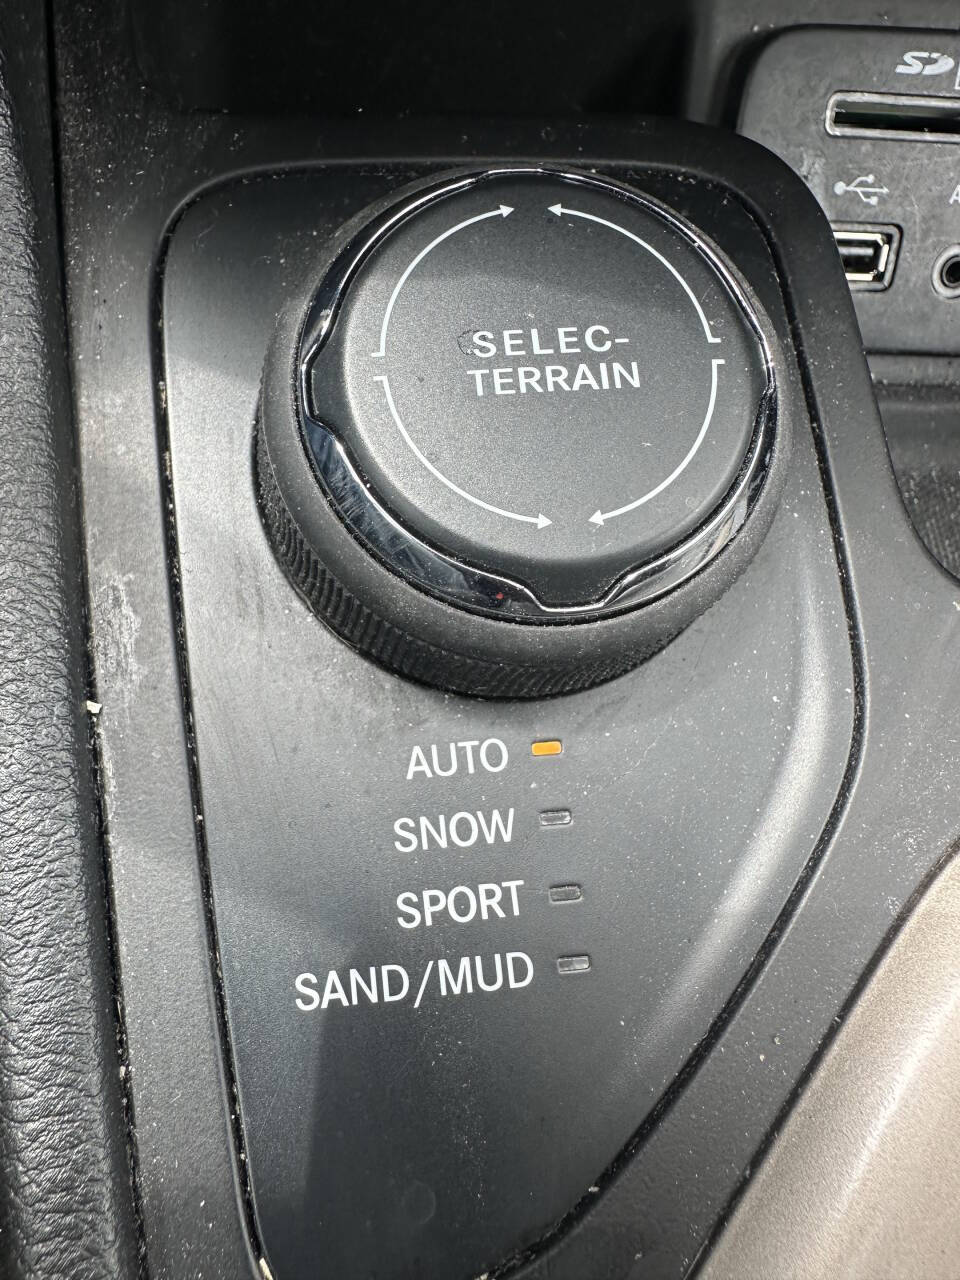 SELEC-
TERRAIN
AUTO
SNOW
SPORT
SAND/MUD